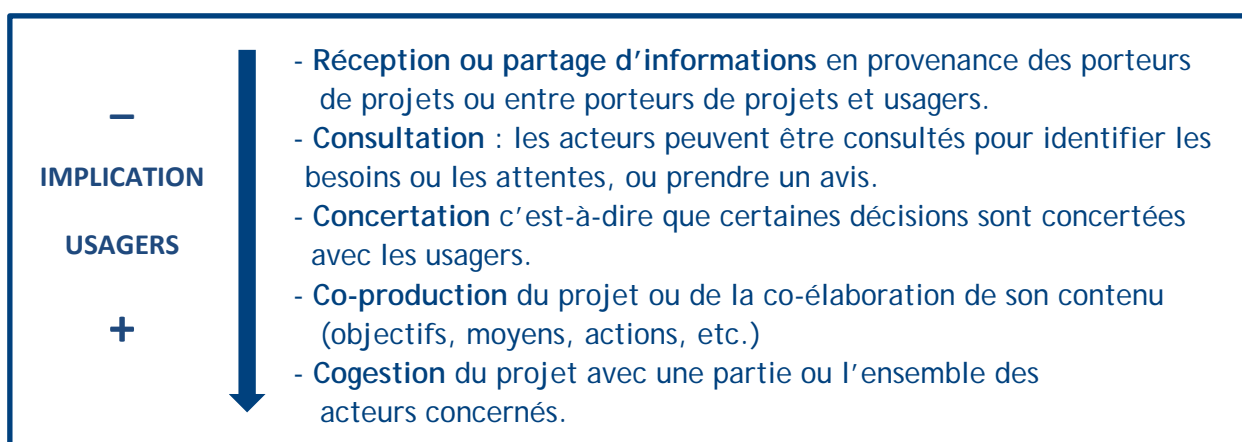 –
IMPLICATION
USAGERS
+
- Réception ou partage d’informations en provenance des porteurs
de projets ou entre porteurs de projets et usagers.
- Consultation : les acteurs peuvent être consultés pour identifier les
besoins ou les attentes, ou prendre un avis.
- Concertation c’est-à-dire que certaines décisions sont concertées
avec les usagers.
- Co-production du projet ou de la co-élaboration de son contenu
(objectifs, moyens, actions, etc.)
- Cogestion du projet avec une partie ou l’ensemble des
acteurs concernés.